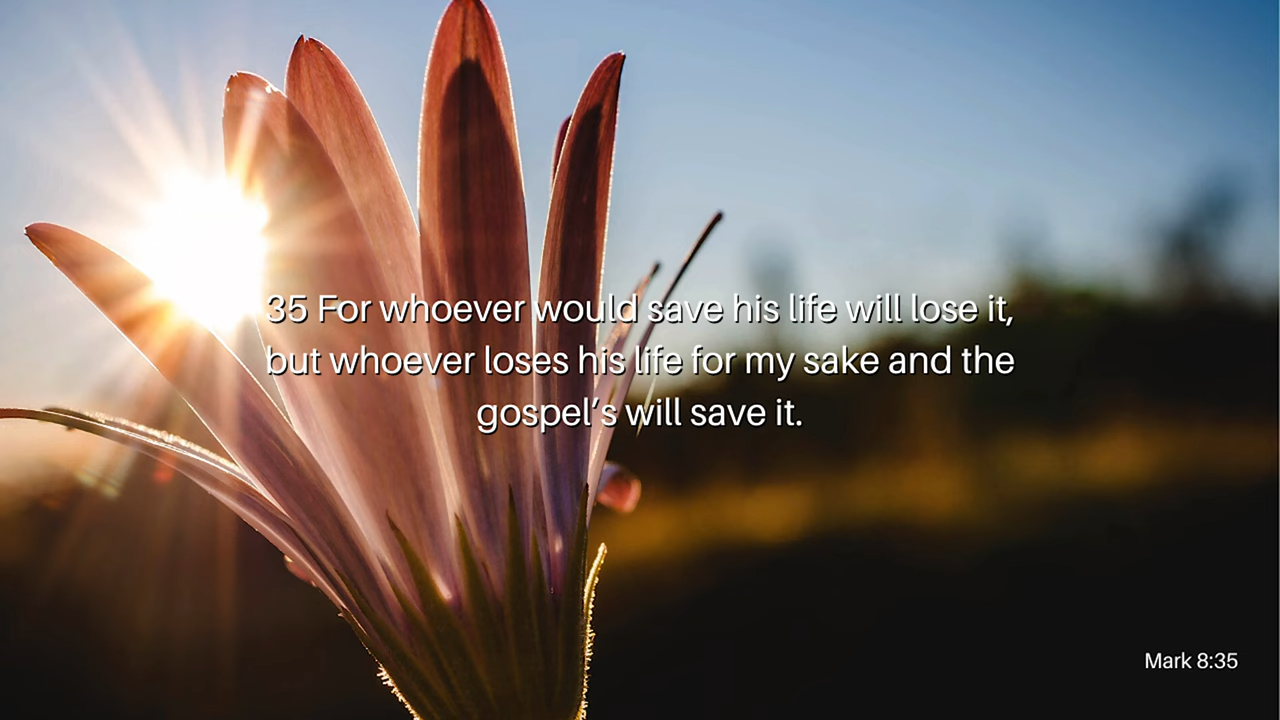 35 For whoever would save his life will lose it,
but whoever loses his life for my sake and the
gospel’s will save it.
Mark 8:35